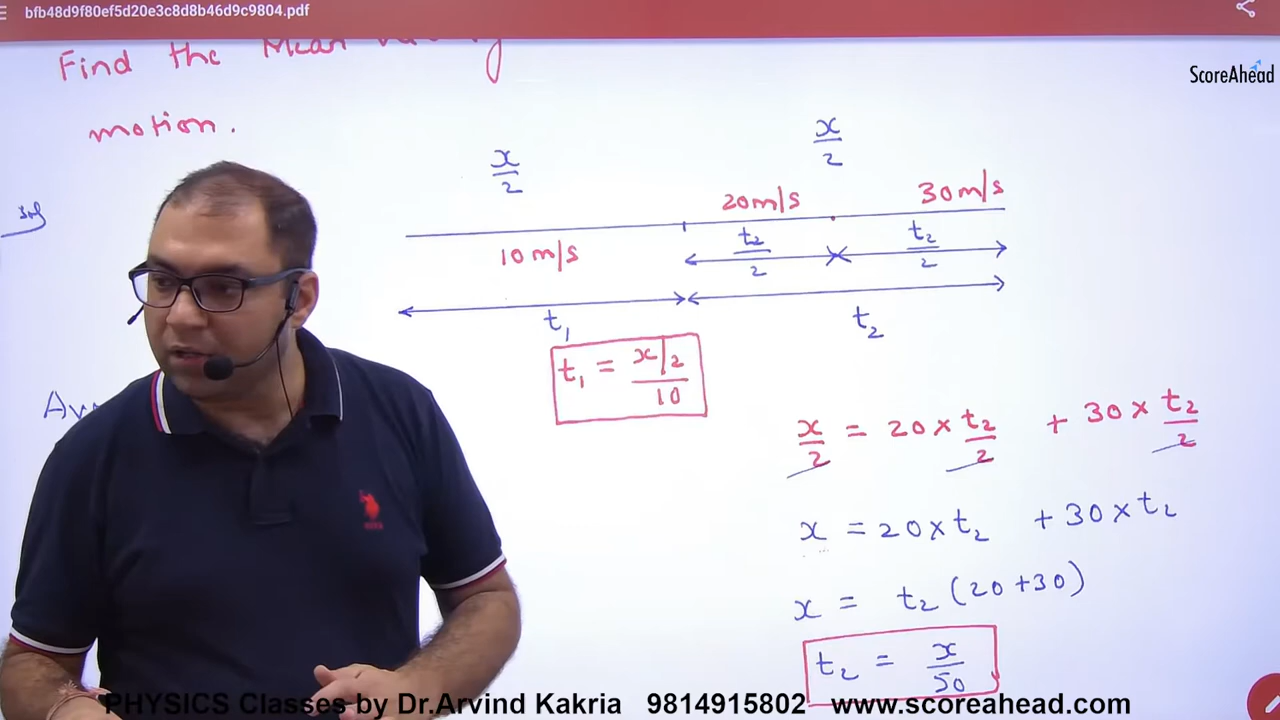 bfb48d9f80ef5d20e3c8d8b46d9c9804.pdf
ScoreAhead
Find the Mean
motion.
x/2
x/2
20m/s
30m/s
10m/s
t₂/2
t₂/2
t₁
t₂
t₁ = x/2 / 10
x/2 = 20 × t₂/2 + 30 × t₂/2
x = 20 × t₂ + 30 × t₂
x = t₂ (20 + 30)
t₂ = x/50
PHYSICS Classes by Dr.Arvind Kakria 9814915802 www.scoreahead.com